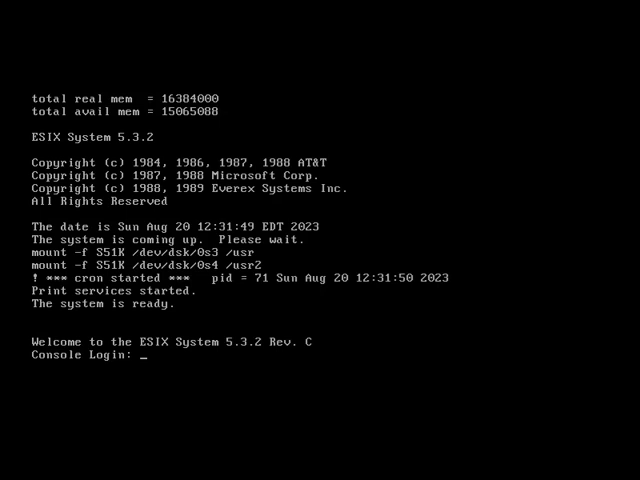 total real mem  = 16384000
total avail mem = 15065088
ESIX System 5.3.2
Copyright (c) 1984, 1986, 1987, 1988 AT&T
Copyright (c) 1987, 1988 Microsoft Corp.
Copyright (c) 1988, 1989 Everex Systems Inc.
All Rights Reserved
The date is Sun Aug 20 12:31:49 EDT 2023
The system is coming up.  Please wait.
mount -f S51K /dev/dsk/0s3 /usr
mount -f S51K /dev/dsk/0s4 /usr2
! *** cron started ***   pid = 71 Sun Aug 20 12:31:50 2023
Print services started.
The system is ready.
Welcome to the ESIX System 5.3.2 Rev. C
Console Login: _